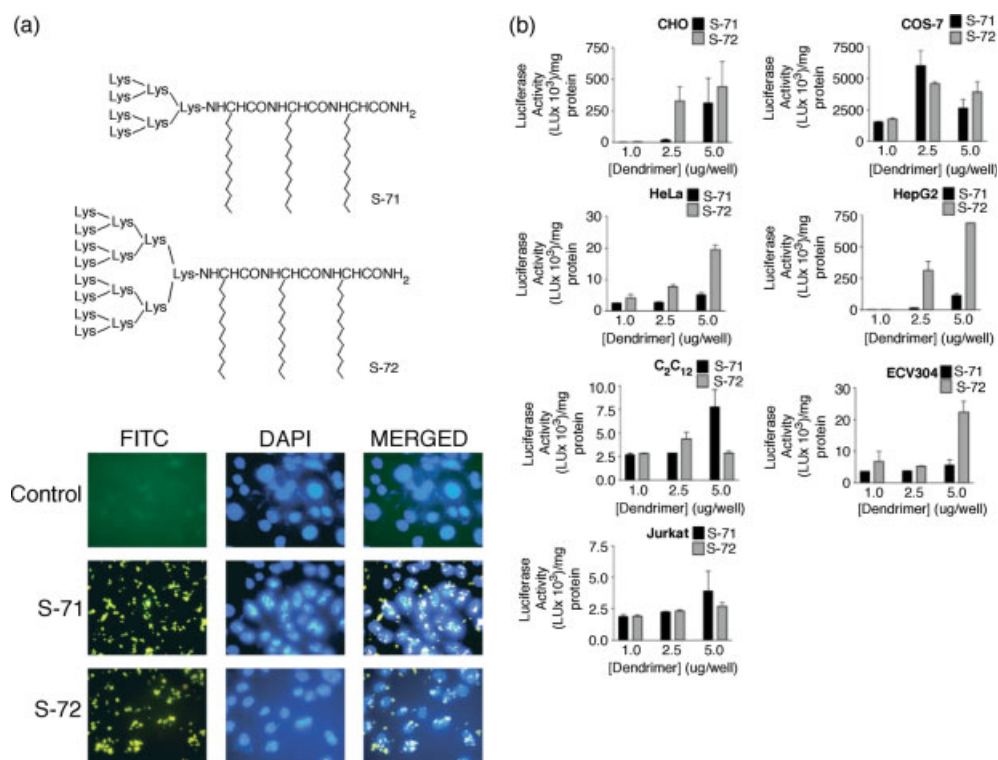 (a)
Lys
Lys
Lys
Lys-NHCHCONHCHCONHCHCONH2
Lys
Lys
Lys
S-71
Lys
Lys
Lys
Lys
Lys
Lys
Lys
Lys-NHCHCONHCHCONHCHCONH2
Lys
Lys
Lys
Lys
Lys
Lys
Lys
S-72
FITC DAPI MERGED
Control
S-71
S-72
(b)
CHO S-71
S-72
Luciferase
Activity
(LUx 10³)/mg
protein
750
500
250
0
1.0 2.5 5.0
[Dendrimer] (ug/well)
COS-7 S-71
S-72
Luciferase
Activity
(LUx 10³)/mg
protein
7500
5000
2500
0
1.0 2.5 5.0
[Dendrimer] (ug/well)
HeLa S-71
S-72
Luciferase
Activity
(LUx 10³)/mg
protein
30
20
10
0
1.0 2.5 5.0
[Dendrimer] (ug/well)
HepG2 S-71
S-72
Luciferase
Activity
(LUx 10³)/mg
protein
750
500
250
0
1.0 2.5 5.0
[Dendrimer] (ug/well)
C2C12 S-71
S-72
Luciferase
Activity
(LUx 10³)/mg
protein
10.0
7.5
5.0
2.5
0.0
1.0 2.5 5.0
[Dendrimer] (ug/well)
ECV304 S-71
S-72
Luciferase
Activity
(LUx 10³)/mg
protein
30
20
10
0
1.0 2.5 5.0
[Dendrimer] (ug/well)
Jurkat S-71
S-72
Luciferase
Activity
(LUx 10³)/mg
protein
7.5
5.0
2.5
0.0
1.0 2.5 5.0
[Dendrimer] (ug/well)